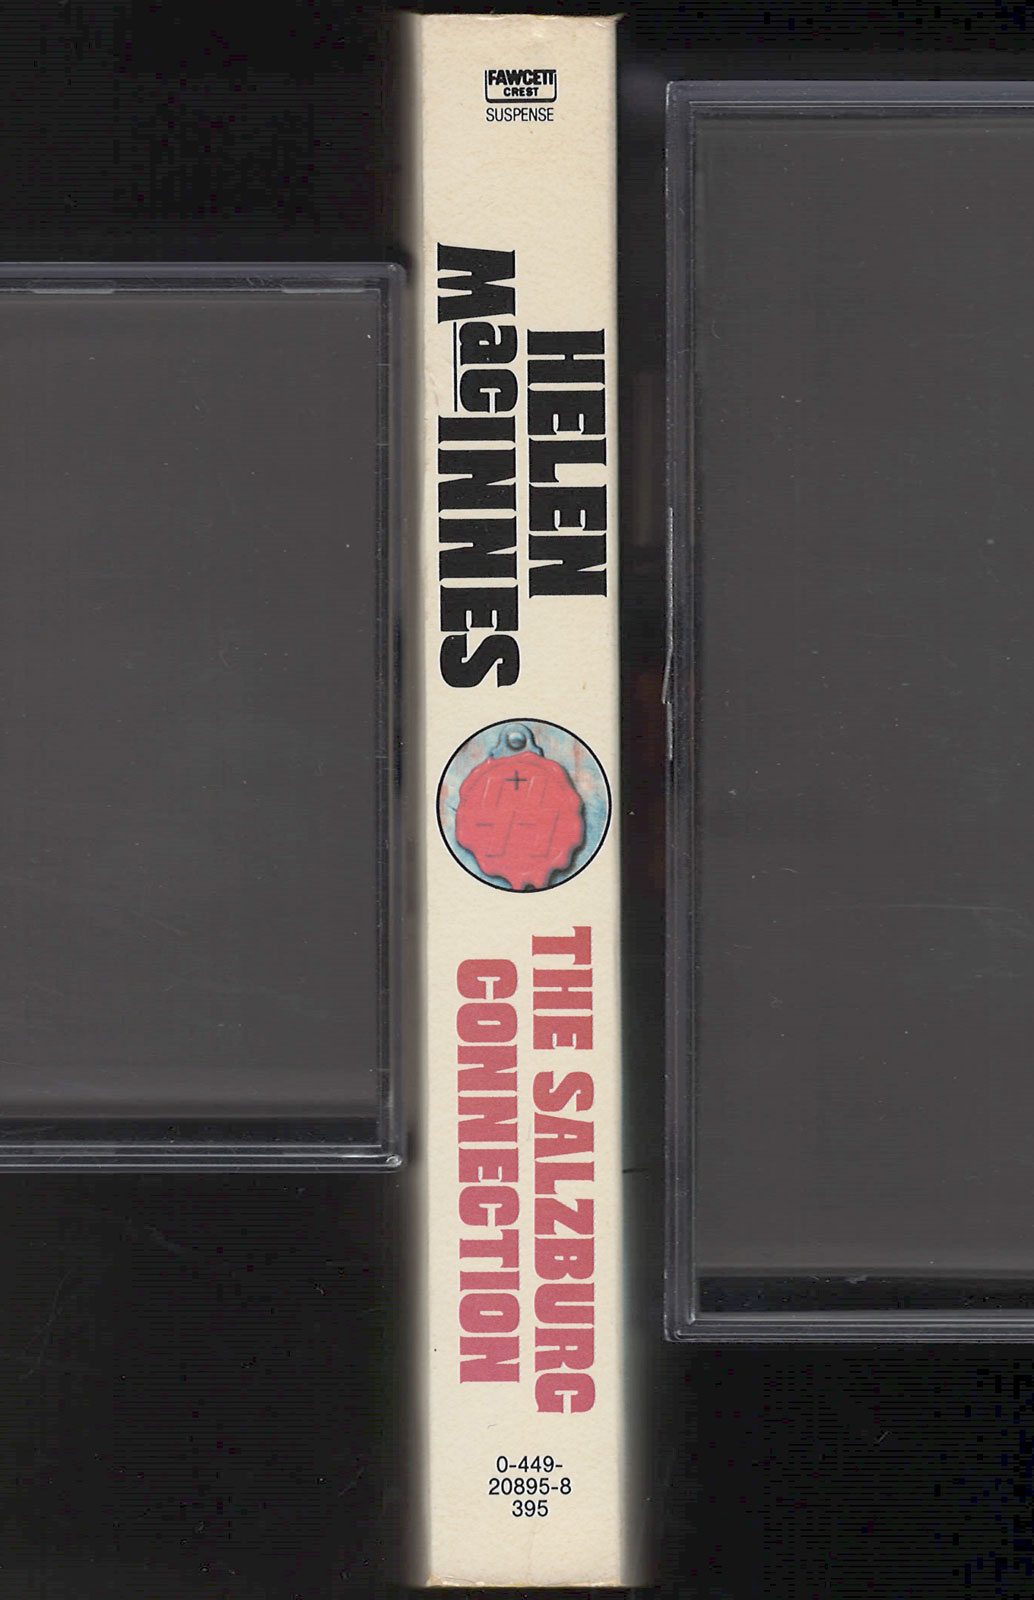 FAWCETT
CREST
SUSPENSE
HELEN
MacINNES
THE SALZBURG
CONNECTION
0-449-
20895-8
395